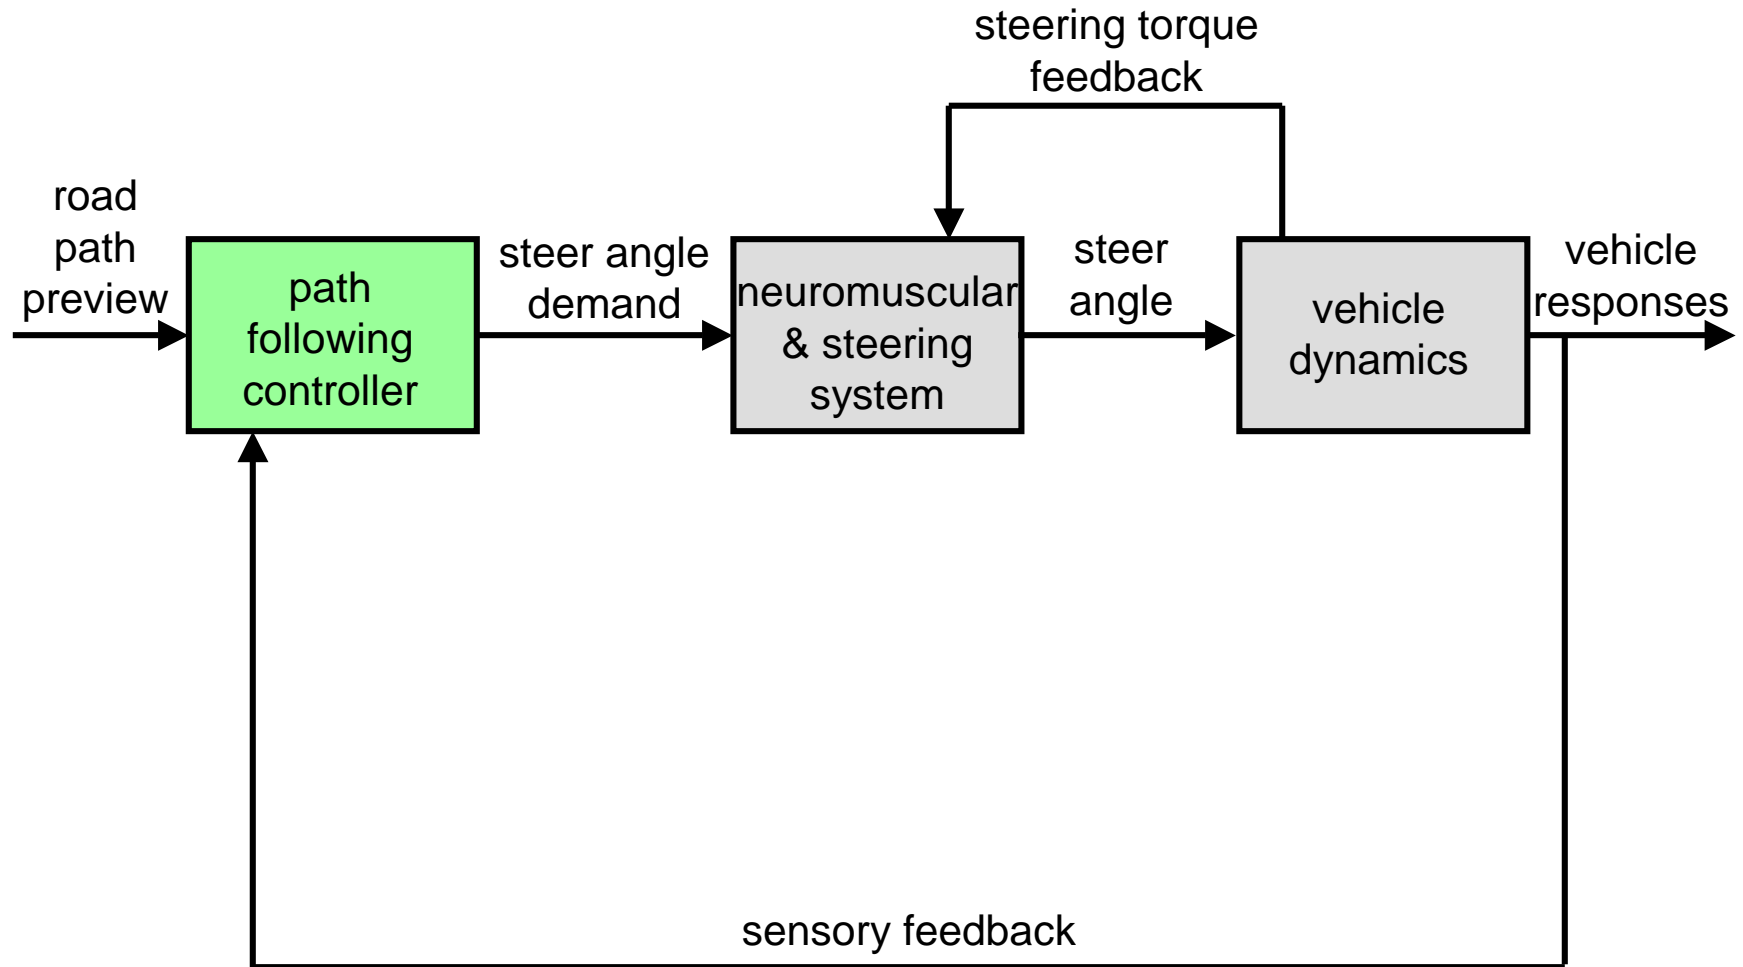 steering torque
feedback
road
path
preview
path
following
controller
steer angle
demand
neuromuscular
& steering
system
steer
angle
vehicle
dynamics
vehicle
responses
sensory feedback